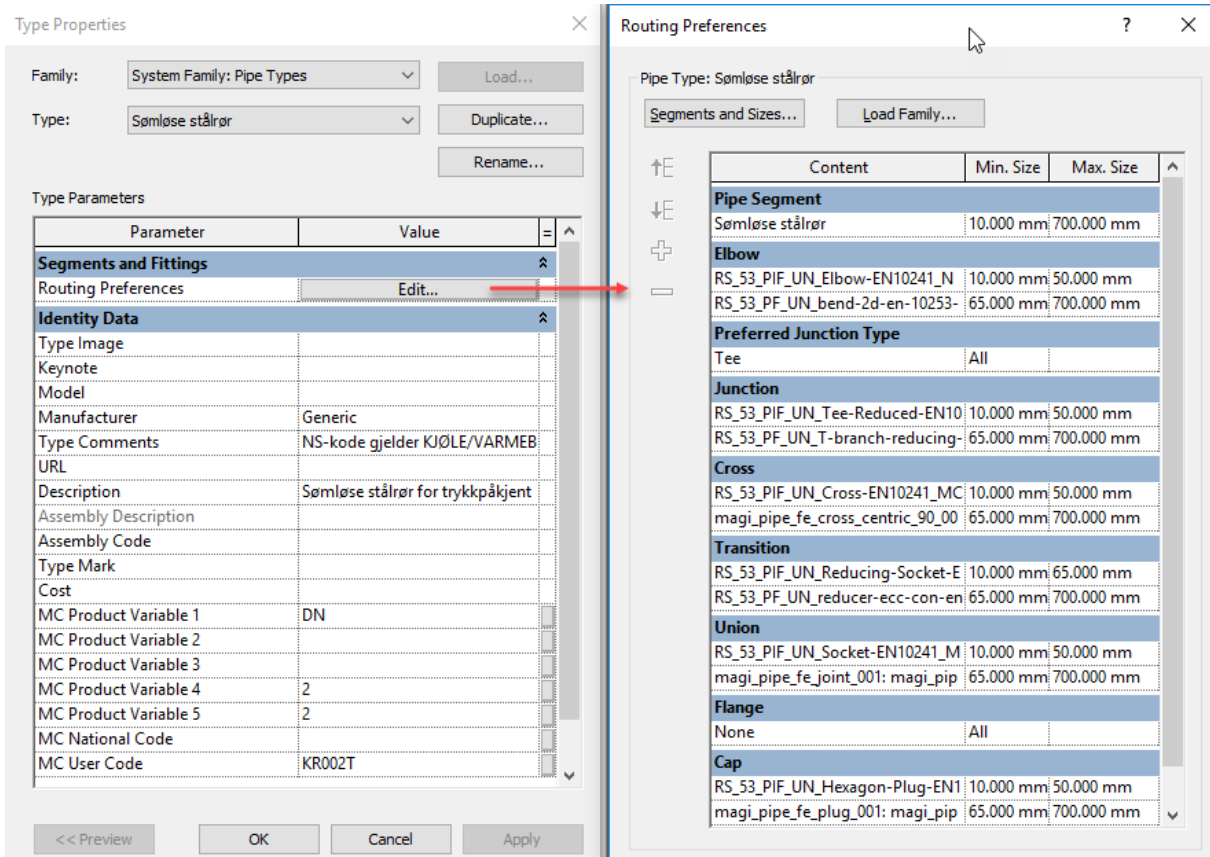 Type Properties
Family: System Family: Pipe Types Load...
Type: Sømløse stålrør Duplicate...
Rename...
Type Parameters
Parameter Value =
Segments and Fittings
Routing Preferences Edit...
Identity Data
Type Image
Keynote
Model
Manufacturer Generic
Type Comments NS-kode gjelder KJØLE/VARMEB
URL
Description Sømløse stålrør for trykkpåkjent
Assembly Description
Assembly Code
Type Mark
Cost
MC Product Variable 1 DN
MC Product Variable 2
MC Product Variable 3
MC Product Variable 4 2
MC Product Variable 5 2
MC National Code
MC User Code KR002T
<< Preview OK Cancel Apply
Routing Preferences ?
Pipe Type: Sømløse stålrør
Segments and Sizes... Load Family...
Content Min. Size Max. Size
Pipe Segment
Sømløse stålrør 10.000 mm 700.000 mm
Elbow
RS_53_PIF_UN_Elbow-EN10241_N 10.000 mm 50.000 mm
RS_53_PF_UN_bend-2d-en-10253- 65.000 mm 700.000 mm
Preferred Junction Type
Tee All
Junction
RS_53_PIF_UN_Tee-Reduced-EN10 10.000 mm 50.000 mm
RS_53_PF_UN_T-branch-reducing- 65.000 mm 700.000 mm
Cross
RS_53_PIF_UN_Cross-EN10241_MC 10.000 mm 50.000 mm
magi_pipe_fe_cross_centric_90_00 65.000 mm 700.000 mm
Transition
RS_53_PIF_UN_Reducing-Socket-E 10.000 mm 65.000 mm
RS_53_PF_UN_reducer-ecc-con-en 65.000 mm 700.000 mm
Union
RS_53_PIF_UN_Socket-EN10241_M 10.000 mm 50.000 mm
magi_pipe_fe_joint_001: magi_pip 65.000 mm 700.000 mm
Flange
None All
Cap
RS_53_PIF_UN_Hexagon-Plug-EN1 10.000 mm 50.000 mm
magi_pipe_fe_plug_001: magi_pip 65.000 mm 700.000 mm